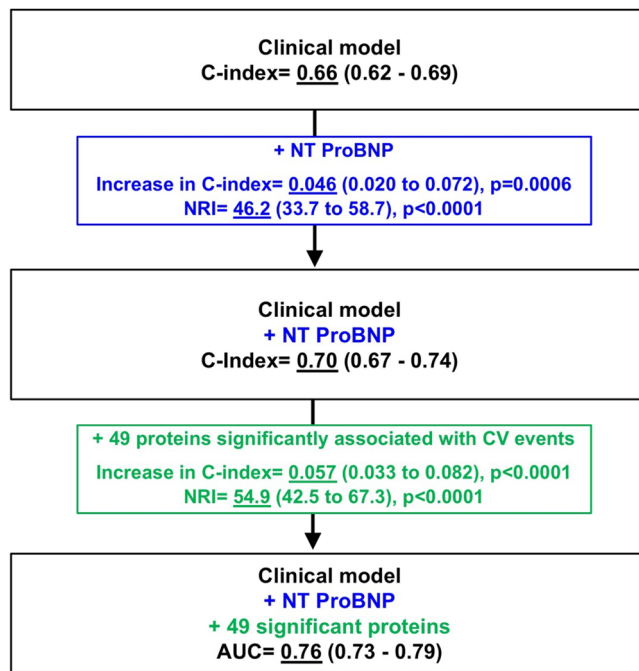 Clinical model
C-index= 0.66 (0.62 - 0.69)
+ NT ProBNP
Increase in C-index= 0.046 (0.020 to 0.072), p=0.0006
NRI= 46.2 (33.7 to 58.7), p<0.0001
Clinical model
+ NT ProBNP
C-Index= 0.70 (0.67 - 0.74)
+ 49 proteins significantly associated with CV events
Increase in C-index= 0.057 (0.033 to 0.082), p<0.0001
NRI= 54.9 (42.5 to 67.3), p<0.0001
Clinical model
+ NT ProBNP
+ 49 significant proteins
AUC= 0.76 (0.73 - 0.79)